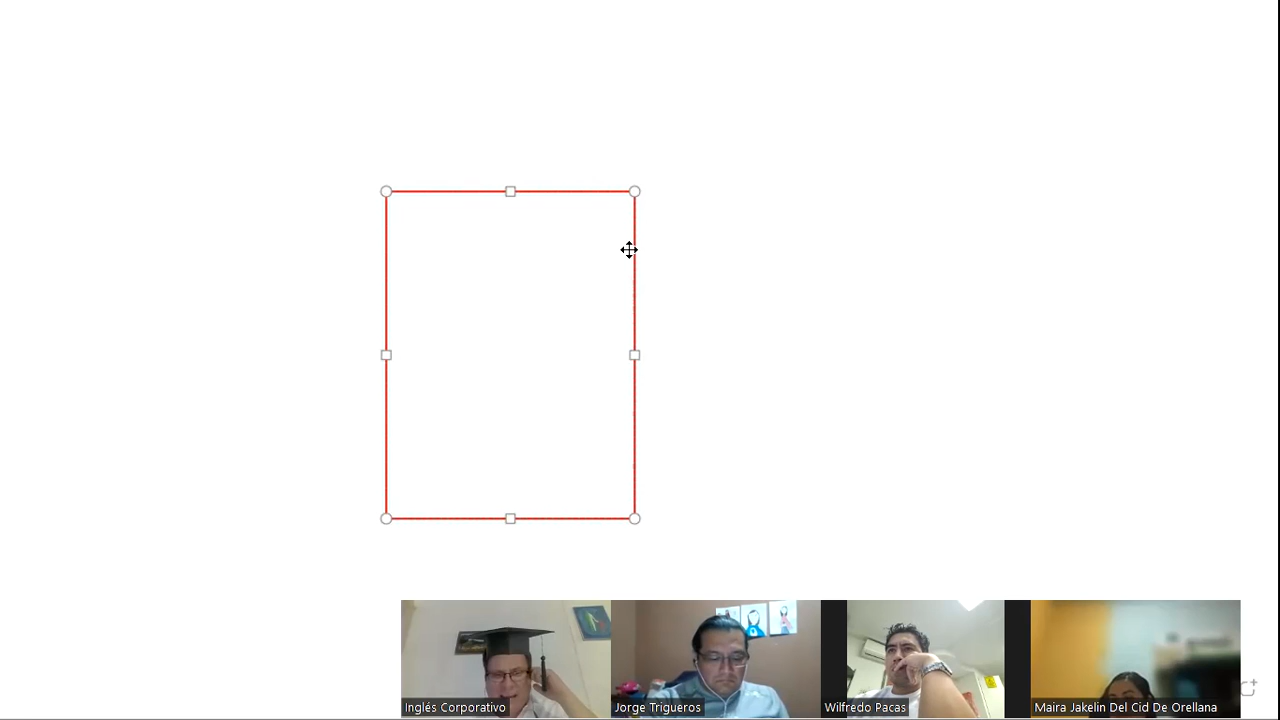 Inglés Corporativo
Jorge Trigueros
Wilfredo Pacas
Maira Jakelin Del Cid De Orellana